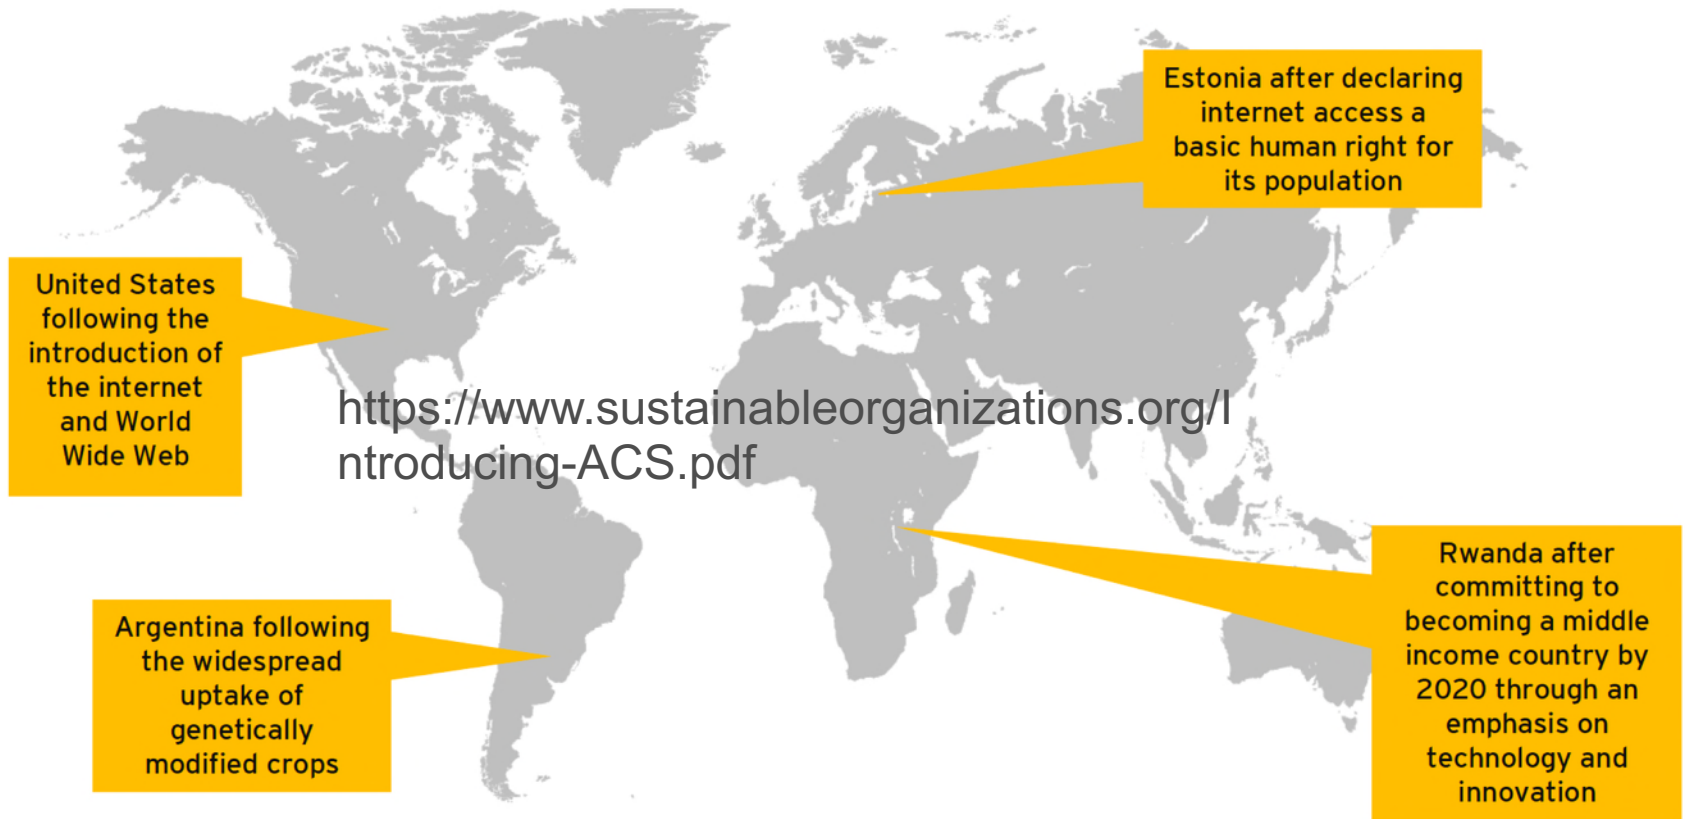 Estonia after declaring
internet access a
basic human right for
its population
United States
following the
introduction of
the internet
and World
Wide Web
https://www.sustainableorganizations.org/I
ntroducing-ACS.pdf
Argentina following
the widespread
uptake of
genetically
modified crops
Rwanda after
committing to
becoming a middle
income country by
2020 through an
emphasis on
technology and
innovation